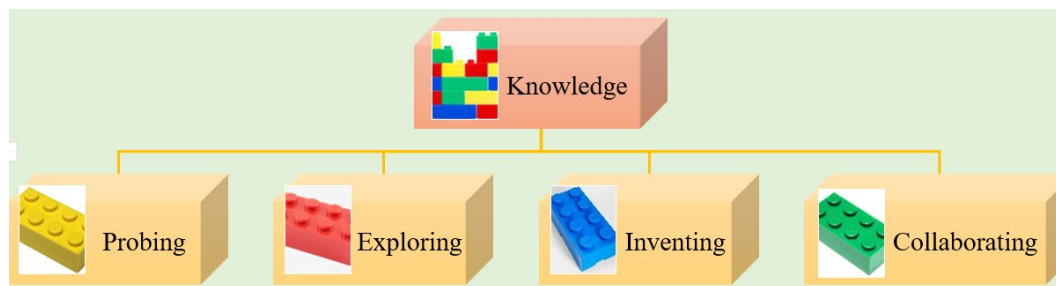 Knowledge
Probing
Exploring
Inventing
Collaborating